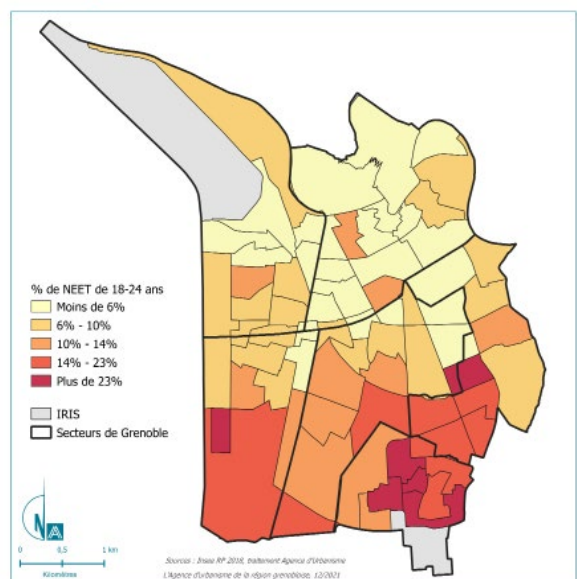 % de NEET de 18-24 ans
Moins de 6%
6% - 10%
10% - 14%
14% - 23%
Plus de 23%
IRIS
Secteurs de Grenoble
N A
0 0,5 1 km
Kilomètres
Sources : Insee RP 2018, traitement Agence d'Urbanisme
L'Agence d'urbanisme de la région grenobloise, 12/2021